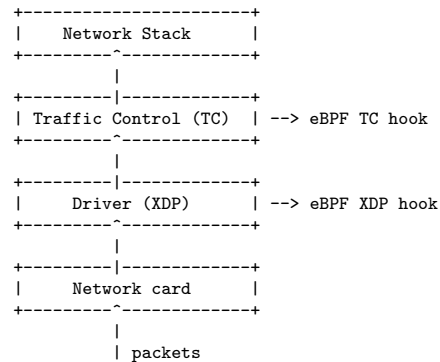 Network Stack
Traffic Control (TC) --> eBPF TC hook
Driver (XDP) --> eBPF XDP hook
Network card
packets